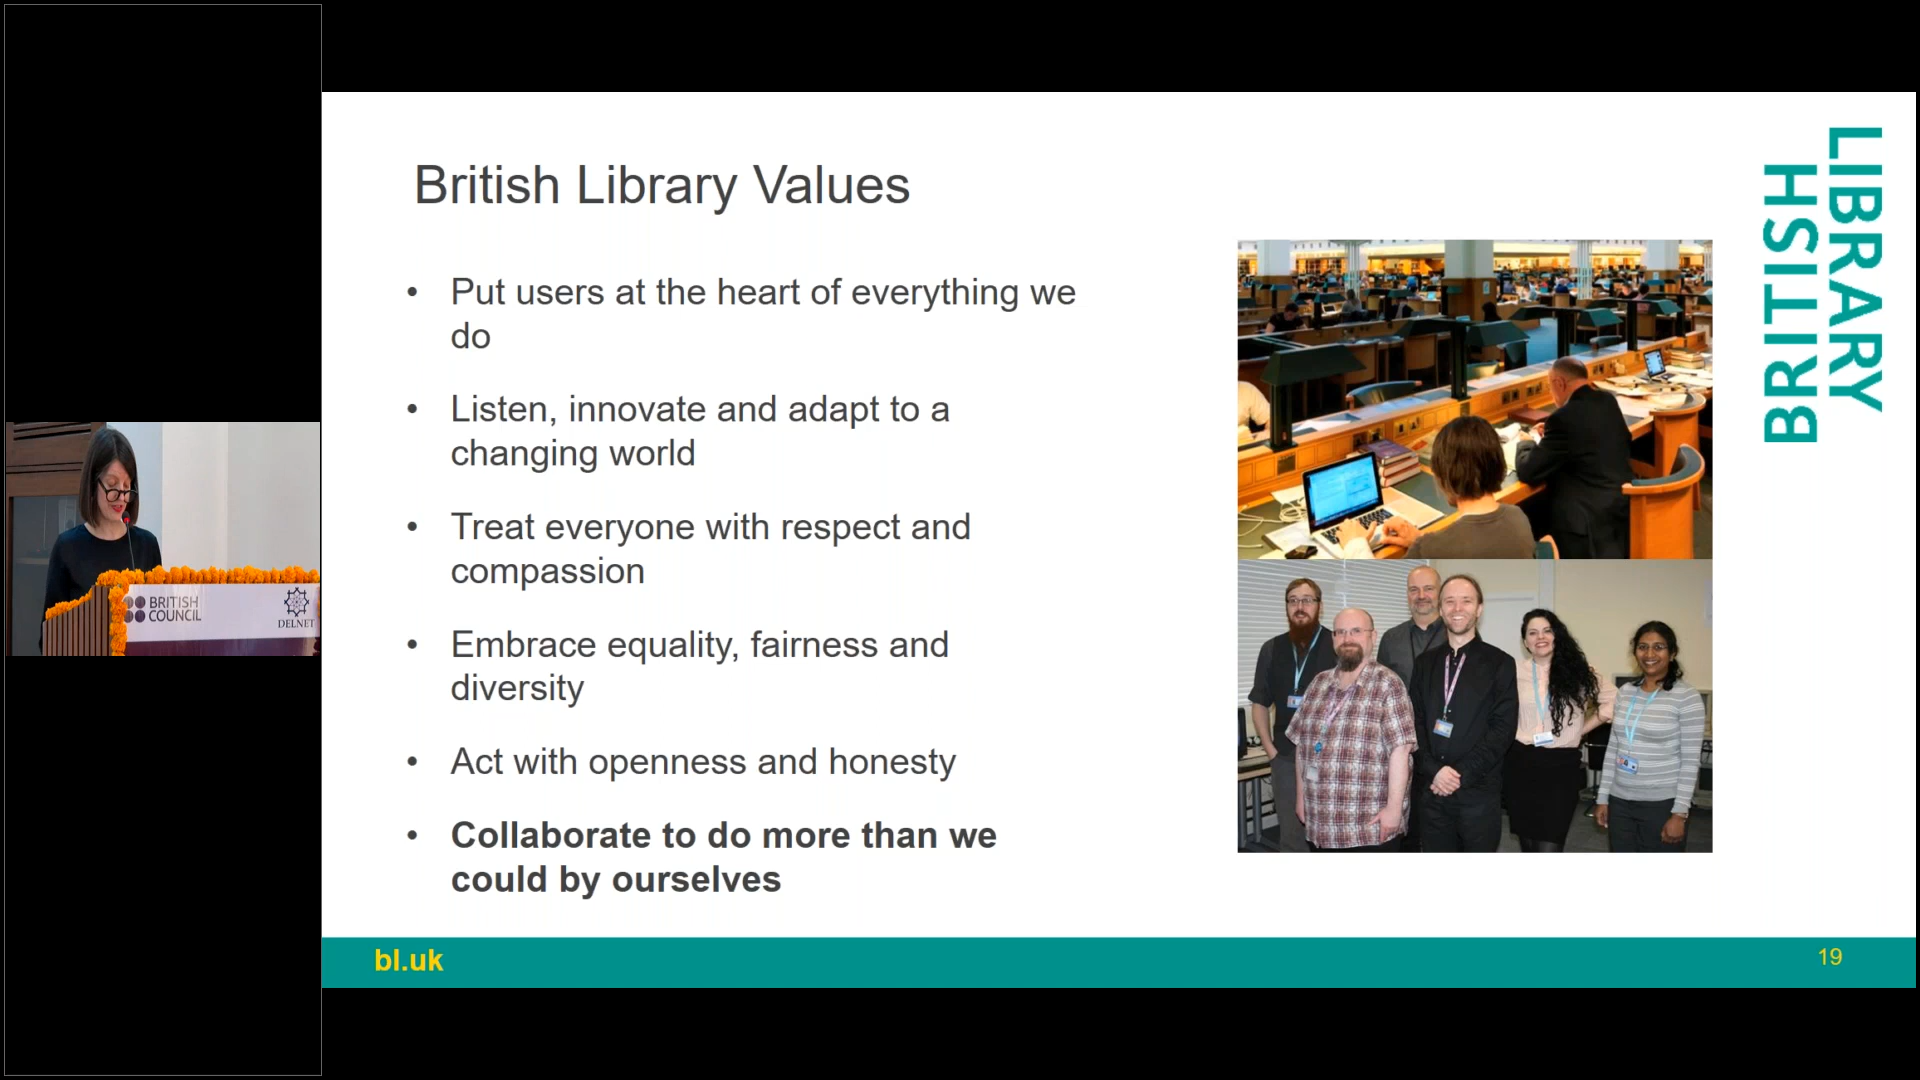 British Library Values
• Put users at the heart of everything we
do
• Listen, innovate and adapt to a
changing world
• Treat everyone with respect and
compassion
• Embrace equality, fairness and
diversity
• Act with openness and honesty
• Collaborate to do more than we
could by ourselves
BRITISH
LIBRARY
BRITISH
COUNCIL
DELNET
bl.uk
19